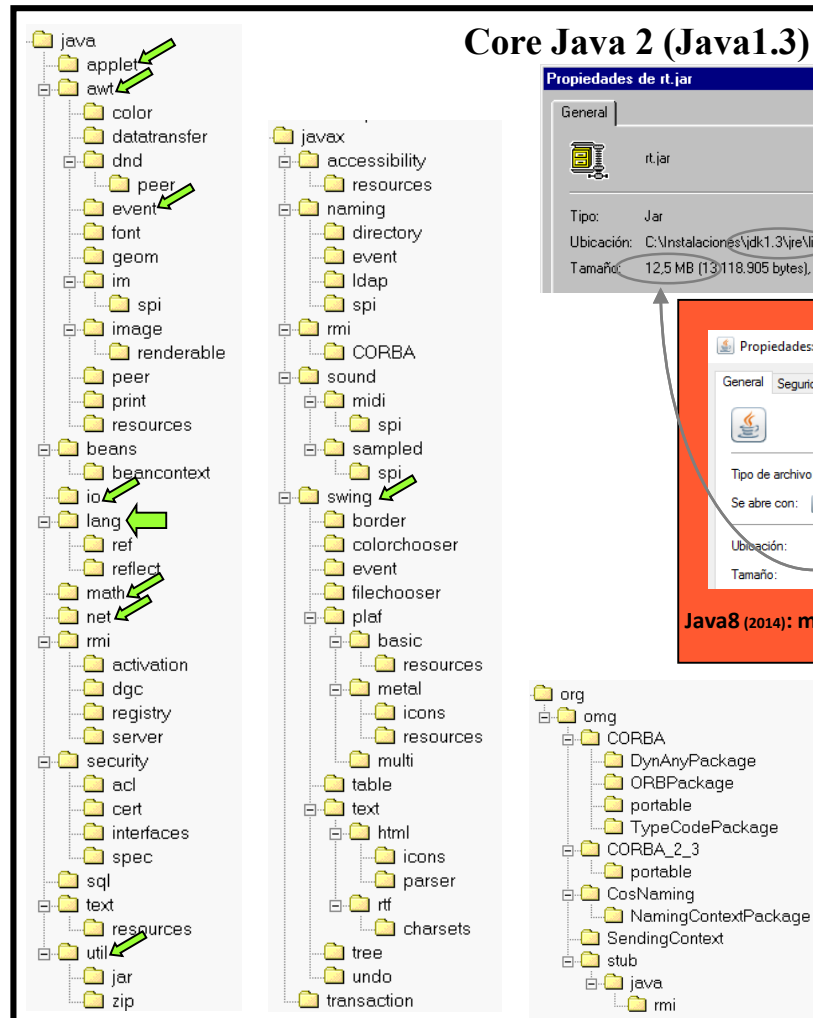 Core Java 2 (Java1.3)
java
applet
awt
color
datatransfer
dnd
peer
event
font
geom
im
spi
image
renderable
peer
print
resources
beans
beancontext
io
lang
ref
reflect
math
net
rmi
activation
dgc
registry
server
security
acl
cert
interfaces
spec
sql
text
resources
util
jar
zip
javax
accessibility
resources
naming
directory
event
ldap
spi
rmi
CORBA
sound
midi
spi
sampled
spi
swing
border
colorchooser
event
filechooser
plaf
basic
resources
metal
icons
resources
multi
table
text
html
icons
parser
rtf
charsets
tree
undo
transaction
Propiedades de rt.jar
General
rt.jar
Tipo: Jar
Ubicación: C:\Instalaciones\jdk1.3\jre\li
Tamaño: 12,5 MB (13.118.905 bytes),
Propiedades:
General Segurid
Tipo de archivo
Se abre con:
Ubicación:
Tamaño:
Java8 (2014): m
org
omg
CORBA
DynAnyPackage
ORBPackage
portable
TypeCodePackage
CORBA_2_3
portable
CosNaming
NamingContextPackage
SendingContext
stub
java
rmi